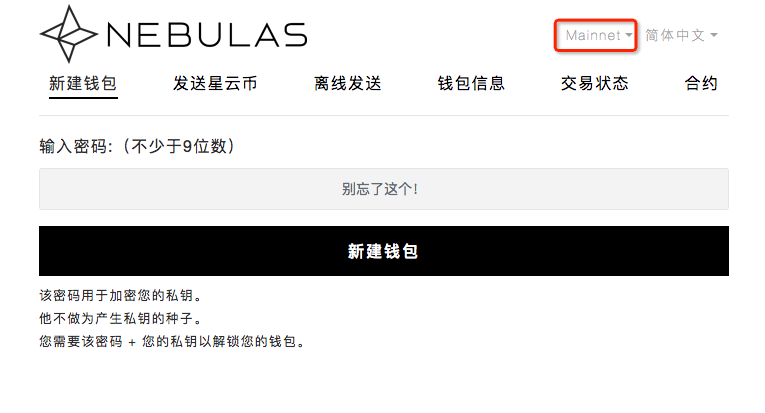 NEBULAS
Mainnet 简体中文
新建钱包 发送星云币 离线发送 钱包信息 交易状态 合约
输入密码:（不少于9位数）
别忘了这个!
新建钱包
该密码用于加密您的私钥。
他不做为产生私钥的种子。
您需要该密码 + 您的私钥以解锁您的钱包。